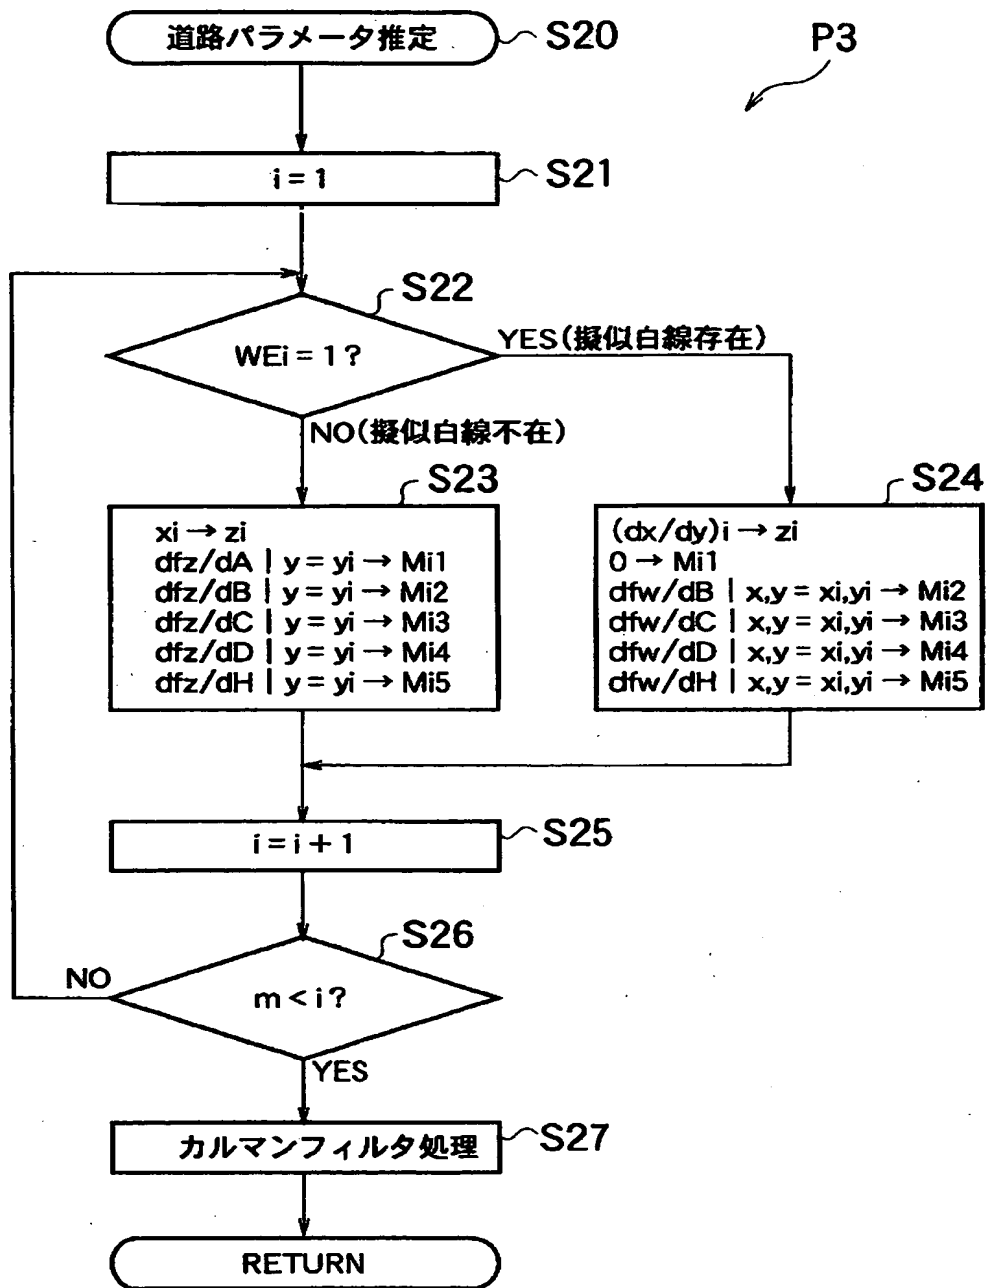 道路パラメータ推定
S20
P3
i = 1
S21
S22
WEi = 1 ?
YES(擬似白線存在)
NO(擬似白線不在)
S23
xi → zi
dfz/dA | y = yi → Mi1
dfz/dB | y = yi → Mi2
dfz/dC | y = yi → Mi3
dfz/dD | y = yi → Mi4
dfz/dH | y = yi → Mi5
S24
(dx/dy)i → zi
0 → Mi1
dfw/dB | x,y = xi,yi → Mi2
dfw/dC | x,y = xi,yi → Mi3
dfw/dD | x,y = xi,yi → Mi4
dfw/dH | x,y = xi,yi → Mi5
i = i + 1
S25
S26
NO
m < i ?
YES
カルマンフィルタ処理
S27
RETURN